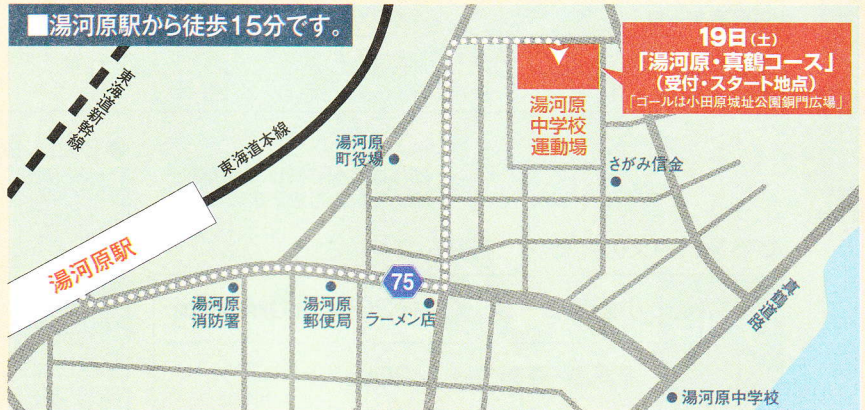 ■湯河原駅から徒歩15分です。
19日(土)
「湯河原・真鶴コース」
(受付・スタート地点)
「ゴールは小田原城址公園銅門広場」
東海道新幹線
東海道本線
湯河原
町役場
湯河原
中学校
運動場
さがみ信金
湯河原駅
75
湯河原
消防署
湯河原
郵便局
ラーメン店
真鶴道路
湯河原中学校